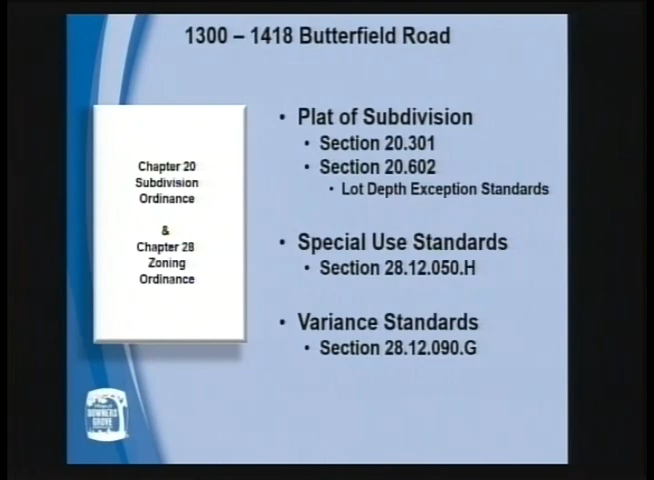 1300 – 1418 Butterfield Road
Chapter 20
Subdivision
Ordinance
&
Chapter 28
Zoning
Ordinance
• Plat of Subdivision
• Section 20.301
• Section 20.602
• Lot Depth Exception Standards
• Special Use Standards
• Section 28.12.050.H
• Variance Standards
• Section 28.12.090.G
DOWNERS
GROVE